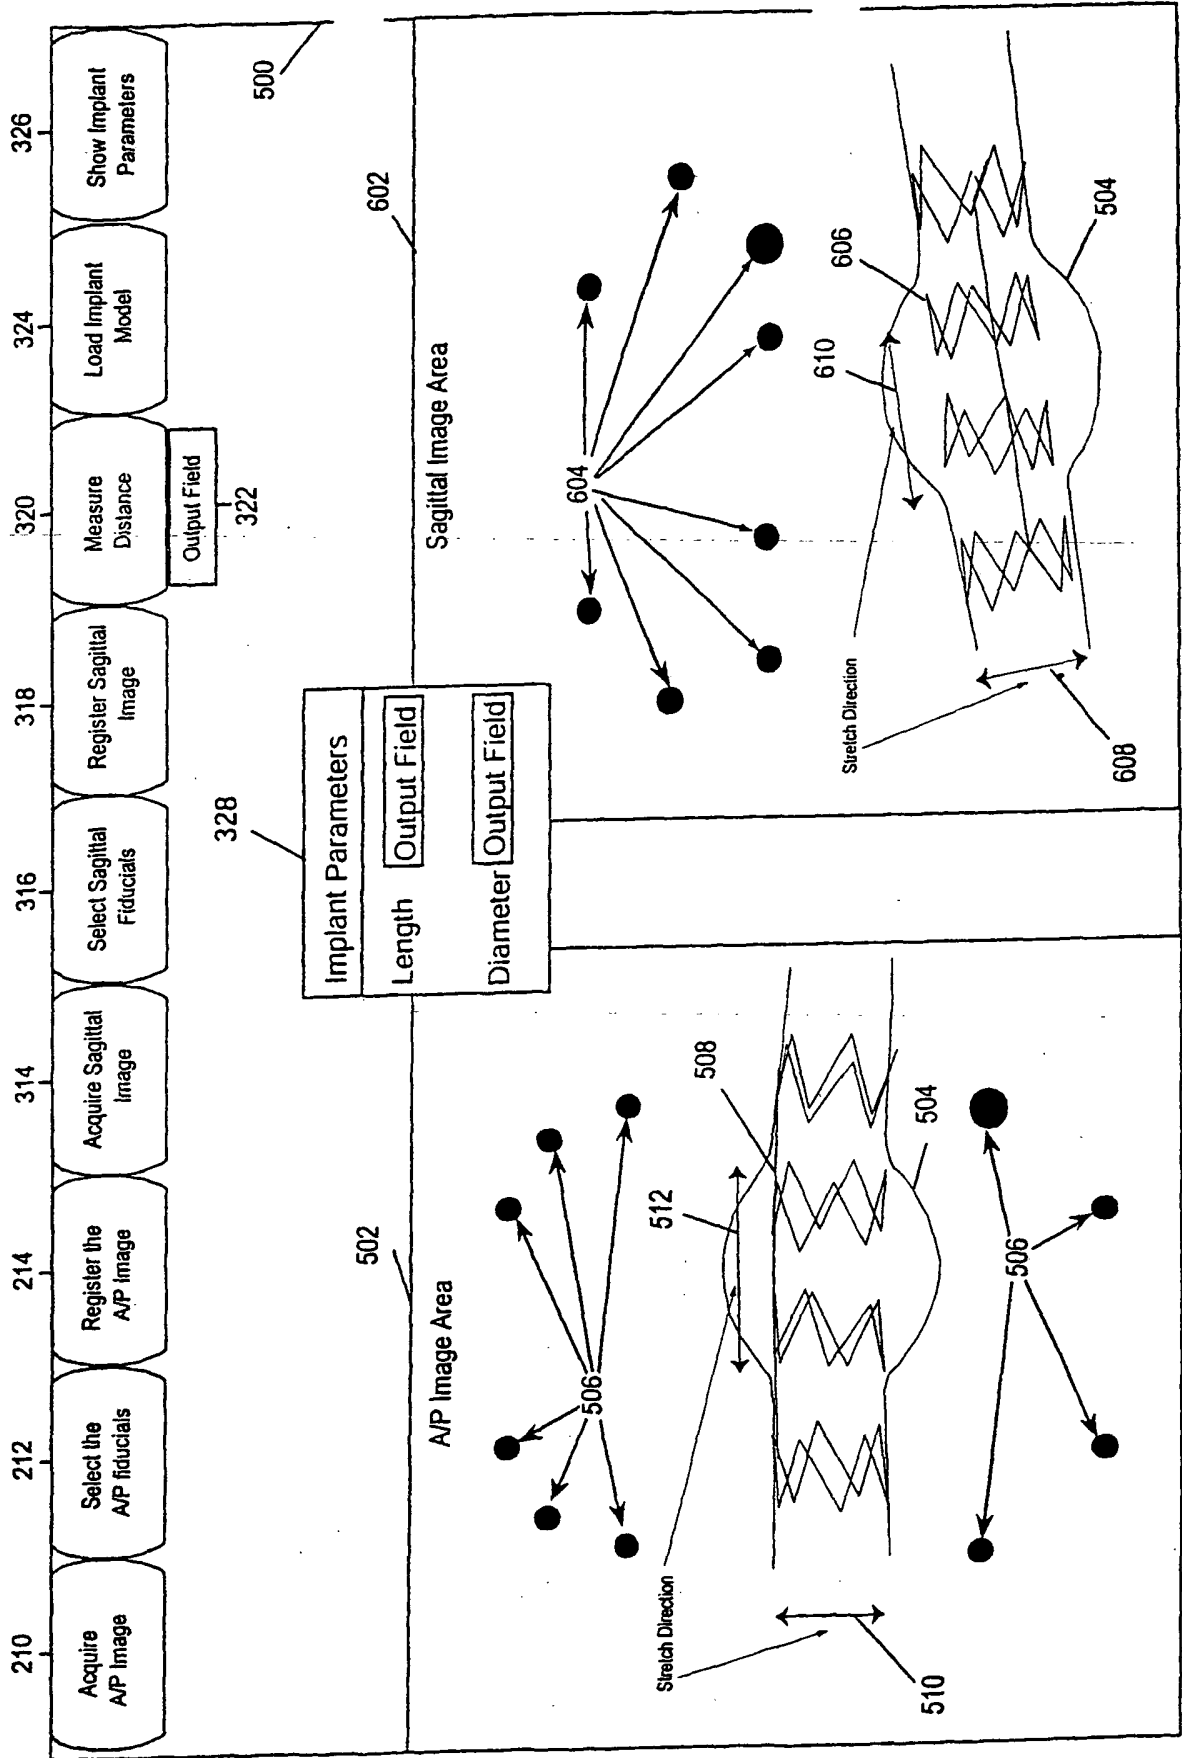 210
212
214
314
316
318
320
324
326
Acquire
A/P Image
Select the
A/P fiducials
Register the
A/P Image
Acquire Sagittal
Image
Select Sagittal
Fiducials
Register Sagittal
Image
Measure
Distance
Load Implant
Model
Show Implant
Parameters
Output Field
322
500
328
Implant Parameters
Length Output Field
Diameter Output Field
502
A/P Image Area
506
512
508
504
Stretch Direction
510
506
602
Sagittal Image Area
604
610
606
504
Stretch Direction
608